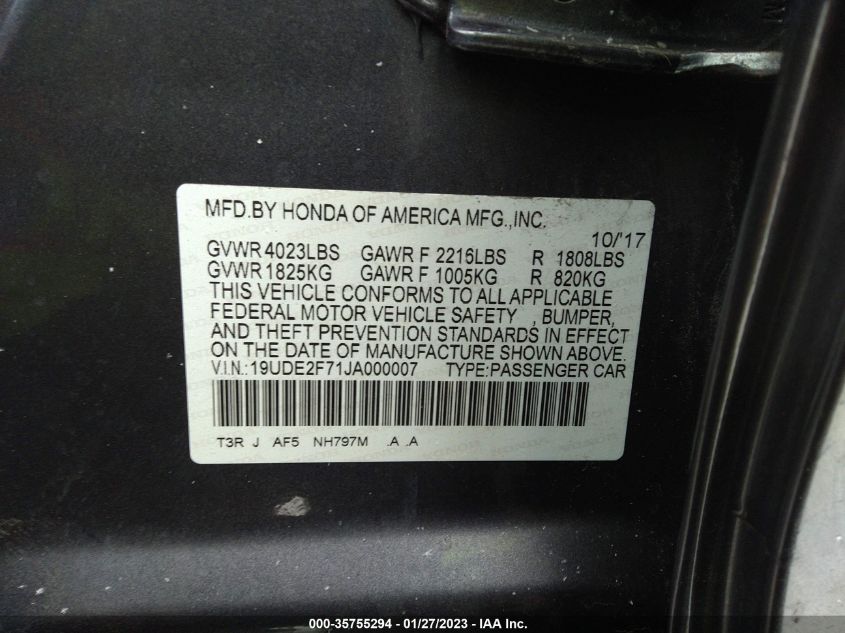 M
MFD.BY HONDA OF AMERICA MFG.,INC.
10/'17
GVWR 4023LBS GAWR F 2216LBS R 1808LBS
GVWR 1825KG GAWR F 1005KG R 820KG
THIS VEHICLE CONFORMS TO ALL APPLICABLE
FEDERAL MOTOR VEHICLE SAFETY , BUMPER,
AND THEFT PREVENTION STANDARDS IN EFFECT
ON THE DATE OF MANUFACTURE SHOWN ABOVE.
V.I.N.:19UDE2F71JA000007 TYPE:PASSENGER CAR
T3R J AF5 NH797M .A .A
000-35755294 - 01/27/2023 - IAA Inc.